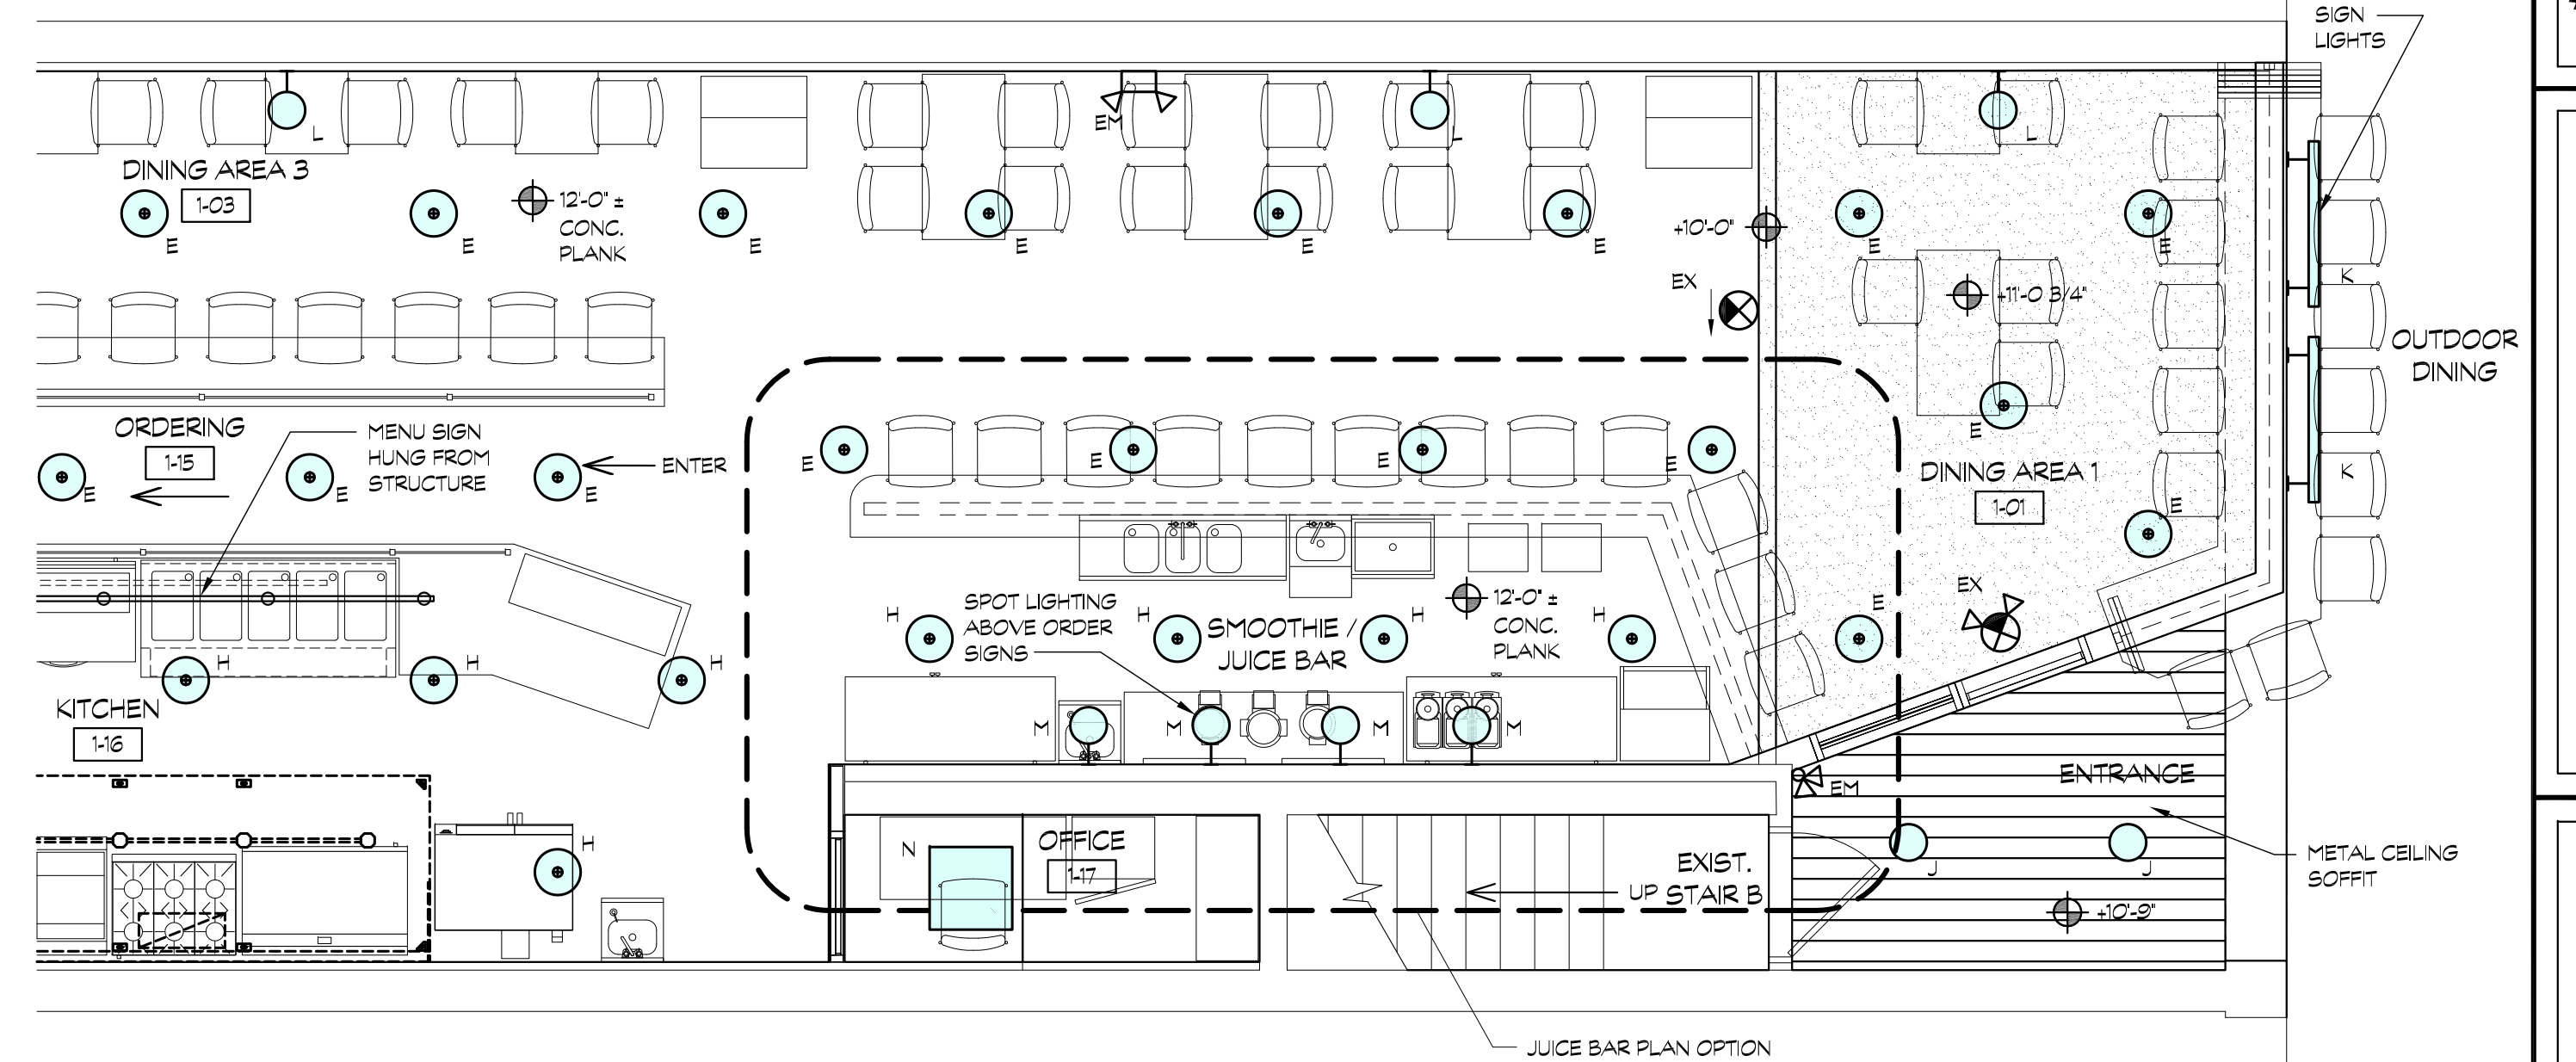 SIGN
LIGHTS
EM
L
L
L
DINING AREA 3
1-03
12'-0" ±
CONC.
PLANK
E
E
E
E
E
E
E
E
+10'-0"
EX
+11'-0 3/4"
K
OUTDOOR
DINING
ORDERING
1-15
MENU SIGN
HUNG FROM
STRUCTURE
ENTER
E
E
E
E
E
E
E
E
DINING AREA 1
1-01
K
E
EX
SPOT LIGHTING
ABOVE ORDER
SIGNS
H
H
H
H
SMOOTHIE /
JUICE BAR
12'-0" ±
CONC.
PLANK
E
H
H
H
KITCHEN
1-16
M
M
M
M
ENTRANCE
EM
H
N
OFFICE
1-17
EXIST.
UP STAIR B
J
J
METAL CEILING
SOFFIT
+10'-9"
JUICE BAR PLAN OPTION